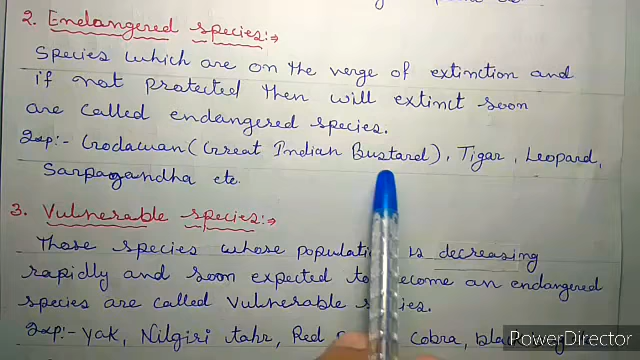 2. Endangered species:→
Species which are on the verge of extinction and
if not protected then will extinct soon
are called endangered species.
Exp:- Godawan (Great Indian Bustard), Tigar, Leopard,
Sarpagandha etc.
3. Vulnerable species:→
Those species whose populati is decreasing
rapidly and soon expected to become an endangered
species are called Vulnerable species.
Exp:- Yak, Nilgiri tahr, Red Cobra,
PowerDirector